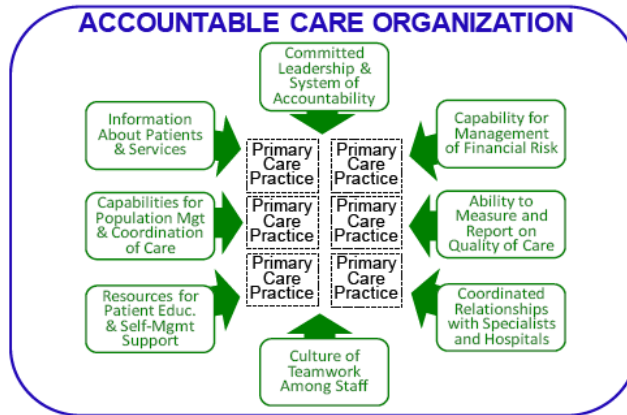 ACCOUNTABLE CARE ORGANIZATION
Committed
Leadership &
System of
Accountability
Information
About Patients
& Services
Capability for
Management
of Financial Risk
Primary
Care
Practice
Primary
Care
Practice
Capabilities for
Population Mgt
& Coordination
of Care
Primary
Care
Practice
Primary
Care
Practice
Ability to
Measure and
Report on
Quality of Care
Resources for
Patient Educ.
& Self-Mgmt
Support
Primary
Care
Practice
Primary
Care
Practice
Coordinated
Relationships
with Specialists
and Hospitals
Culture of
Teamwork
Among Staff